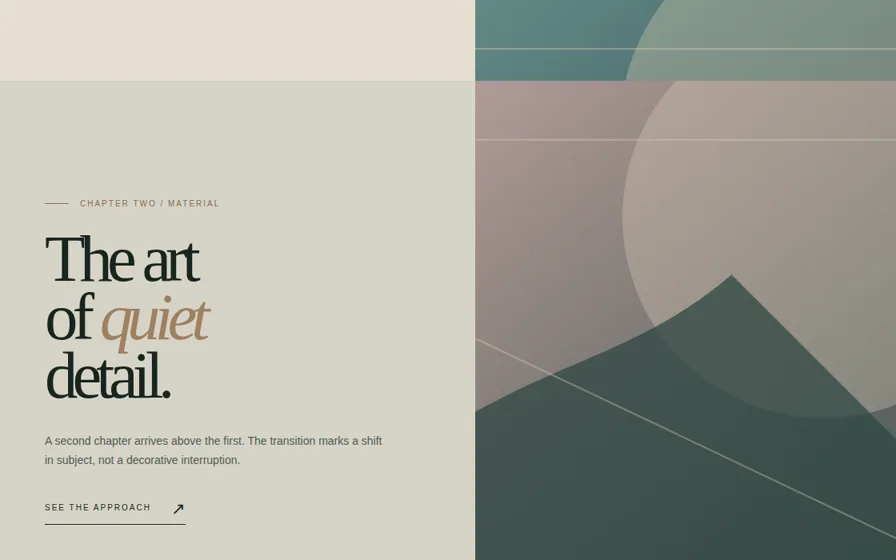 CHAPTER TWO / MATERIAL
The art
of quiet
detail.
A second chapter arrives above the first. The transition marks a shift
in subject, not a decorative interruption.
SEE THE APPROACH ↗